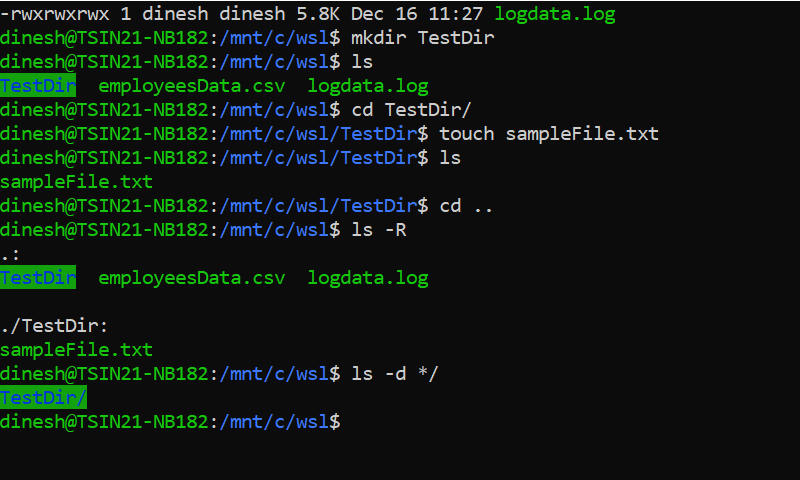 -rwxrwxrwx 1 dinesh dinesh 5.8K Dec 16 11:27 logdata.log
dinesh@TSIN21-NB182:/mnt/c/wsl$ mkdir TestDir
dinesh@TSIN21-NB182:/mnt/c/wsl$ ls
TestDir  employeesData.csv  logdata.log
dinesh@TSIN21-NB182:/mnt/c/wsl$ cd TestDir/
dinesh@TSIN21-NB182:/mnt/c/wsl/TestDir$ touch sampleFile.txt
dinesh@TSIN21-NB182:/mnt/c/wsl/TestDir$ ls
sampleFile.txt
dinesh@TSIN21-NB182:/mnt/c/wsl/TestDir$ cd ..
dinesh@TSIN21-NB182:/mnt/c/wsl$ ls -R
.:
TestDir  employeesData.csv  logdata.log
./TestDir:
sampleFile.txt
dinesh@TSIN21-NB182:/mnt/c/wsl$ ls -d */
TestDir/
dinesh@TSIN21-NB182:/mnt/c/wsl$